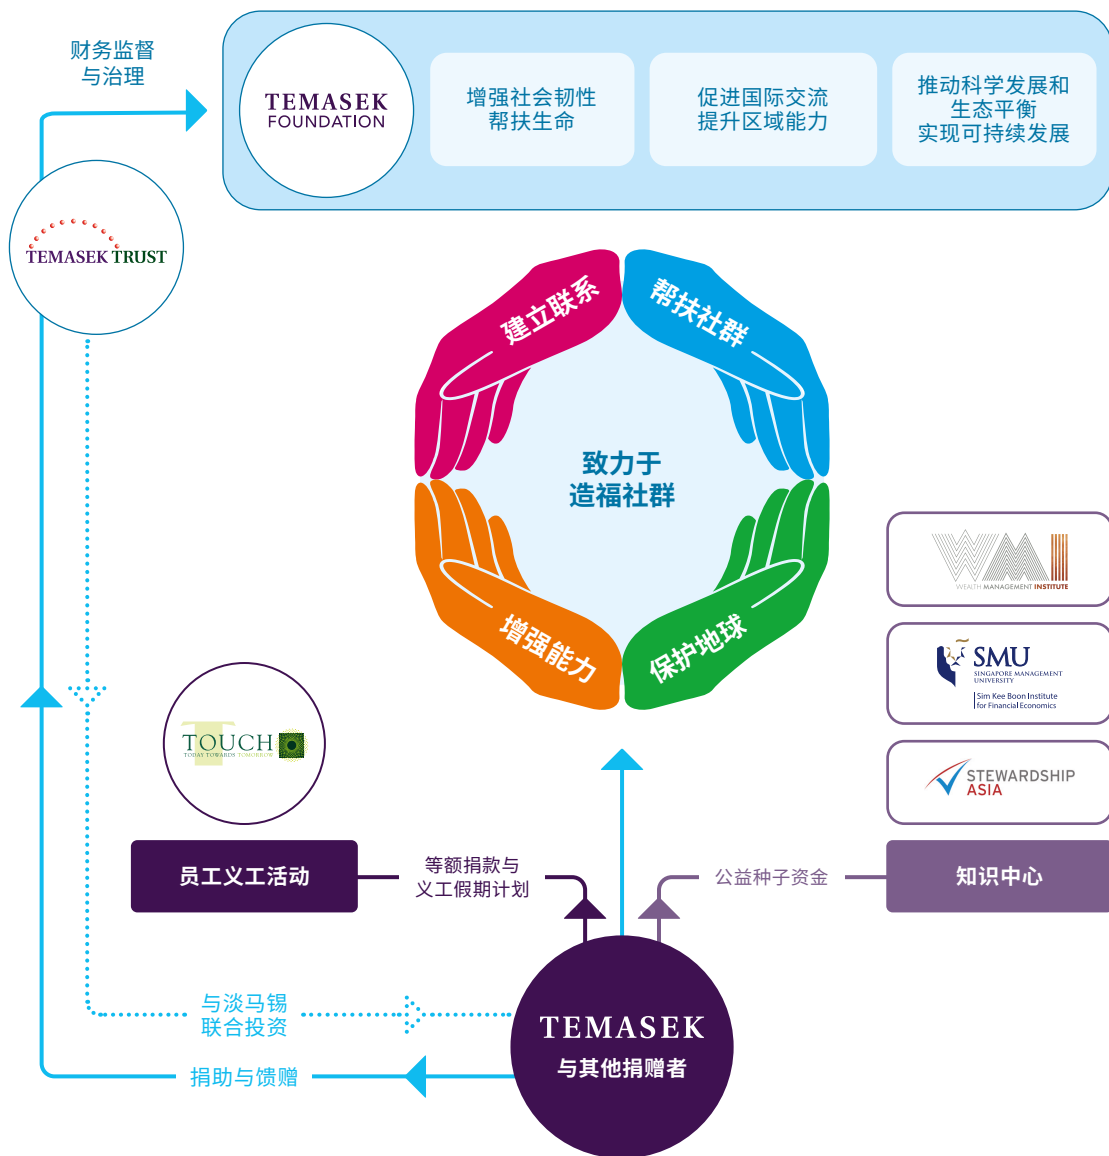 财务监督
与治理
TEMASEK
FOUNDATION
增强社会韧性
帮扶生命
促进国际交流
提升区域能力
推动科学发展和
生态平衡
实现可持续发展
TEMASEK TRUST
建立联系
帮扶社群
致力于
造福社群
增强能力
保护地球
WMI
WEALTH MANAGEMENT INSTITUTE
SMU
SINGAPORE MANAGEMENT
UNIVERSITY
Sim Kee Boon Institute
for Financial Economics
STEWARDSHIP
ASIA
TOUCH
TODAY TOWARDS TOMORROW
员工义工活动
等额捐款与
义工假期计划
公益种子资金
知识中心
与淡马锡
联合投资
捐助与馈赠
TEMASEK
与其他捐赠者